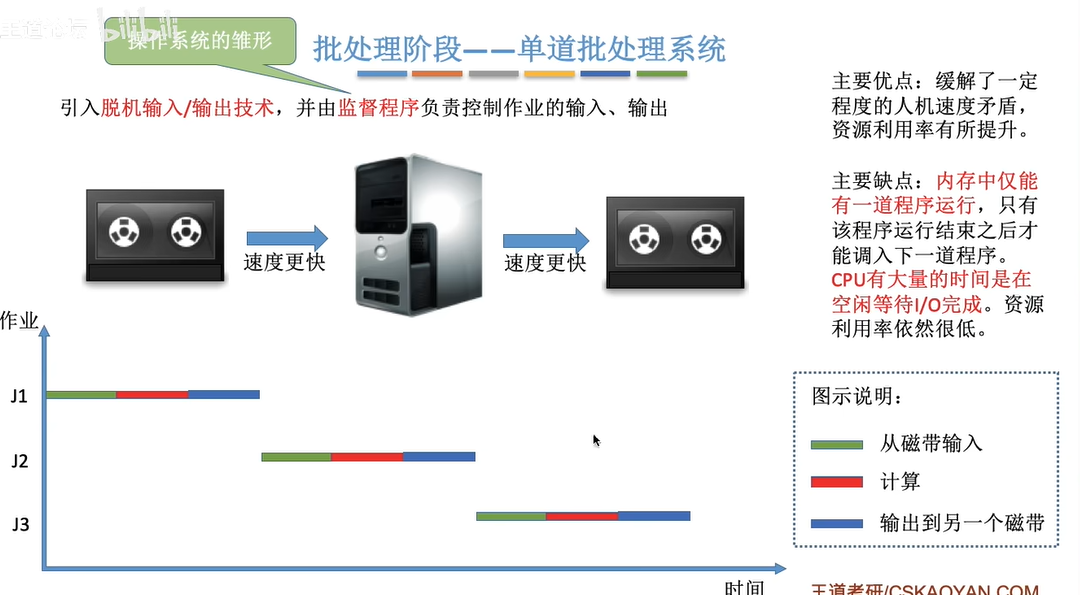 王道论坛 bilibili
操作系统的雏形
批处理阶段——单道批处理系统
引入脱机输入/输出技术，并由监督程序负责控制作业的输入、输出
主要优点：缓解了一定
程度的人机速度矛盾，
资源利用率有所提升。
主要缺点：内存中仅能
有一道程序运行，只有
该程序运行结束之后才
能调入下一道程序。
CPU有大量的时间是在
空闲等待I/O完成。资源
利用率依然很低。
速度更快
速度更快
作业
J1
J2
J3
时间
图示说明：
从磁带输入
计算
输出到另一个磁带
王道考研/CSKAOYAN.COM